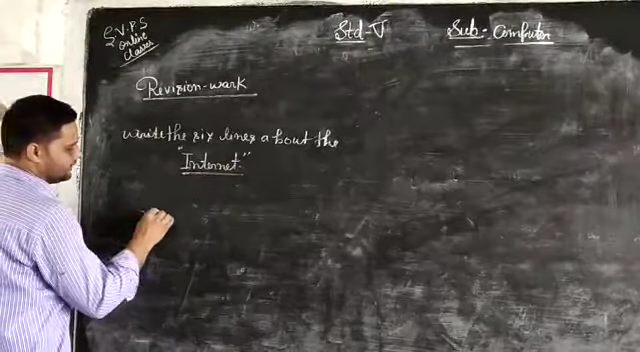 E.V.P.S
online
classes
Std-V
Sub- Computer
Revision-work
write the six lines about the
"Internet"